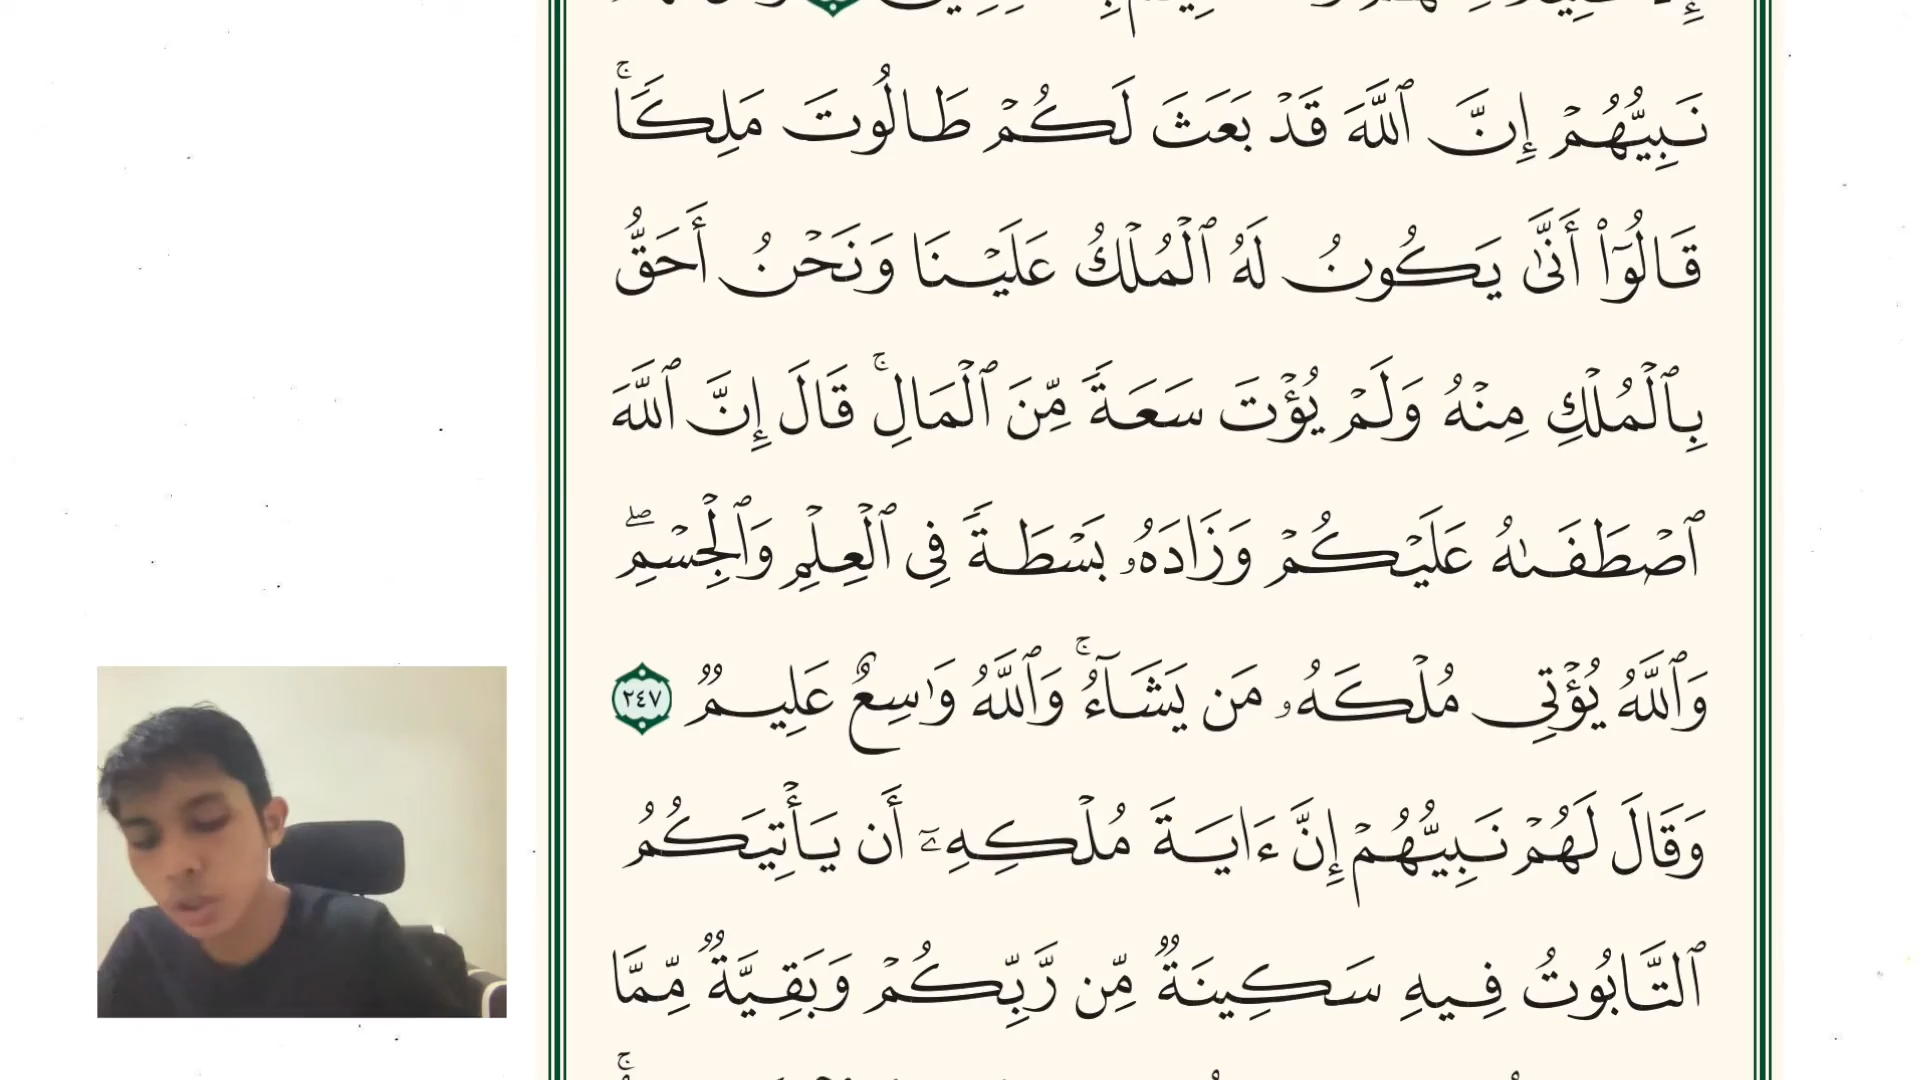 نَبِيُّهُمۡ إِنَّ ٱللَّهَ قَدۡ بَعَثَ لَكُمۡ طَالُوتَ مَلِكٗاۚ
قَالُوٓاْ أَنَّىٰ يَكُونُ لَهُ ٱلۡمُلۡكُ عَلَيۡنَا وَنَحۡنُ أَحَقُّ
بِٱلۡمُلۡكِ مِنۡهُ وَلَمۡ يُؤۡتَ سَعَةٗ مِّنَ ٱلۡمَالِۚ قَالَ إِنَّ ٱللَّهَ
ٱصۡطَفَىٰهُ عَلَيۡكُمۡ وَزَادَهُۥ بَسۡطَةٗ فِي ٱلۡعِلۡمِ وَٱلۡجِسۡمِۖ
وَٱللَّهُ يُؤۡتِي مُلۡكَهُۥ مَن يَشَآءُۚ وَٱللَّهُ وَٰسِعٌ عَلِيمٞ ٢٤٧
وَقَالَ لَهُمۡ نَبِيُّهُمۡ إِنَّ ءَايَةَ مُلۡكِهِۦٓ أَن يَأۡتِيَكُمُ
ٱلتَّابُوتُ فِيهِ سَكِينَةٞ مِّن رَّبِّكُمۡ وَبَقِيَّةٞ مِّمَّا